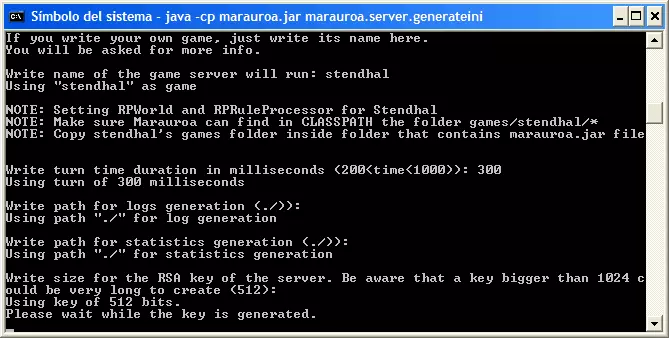 Símbolo del sistema - java -cp marauroa.jar marauroa.server.generateini
If you write your own game, just write its name here.
You will be asked for more info.
Write name of the game server will run: stendhal
Using "stendhal" as game
NOTE: Setting RPWorld and RPRuleProcessor for Stendhal
NOTE: Make sure Marauroa can find in CLASSPATH the folder games/stendhal/*
NOTE: Copy stendhal's games folder inside folder that contains marauroa.jar file
Write turn time duration in milliseconds (200<time<1000)): 300
Using turn of 300 milliseconds
Write path for logs generation (./)):
Using path "./" for log generation
Write path for statistics generation (./)):
Using path "./" for statistics generation
Write size for the RSA key of the server. Be aware that a key bigger than 1024 c
ould be very long to create (512):
Using key of 512 bits.
Please wait while the key is generated.